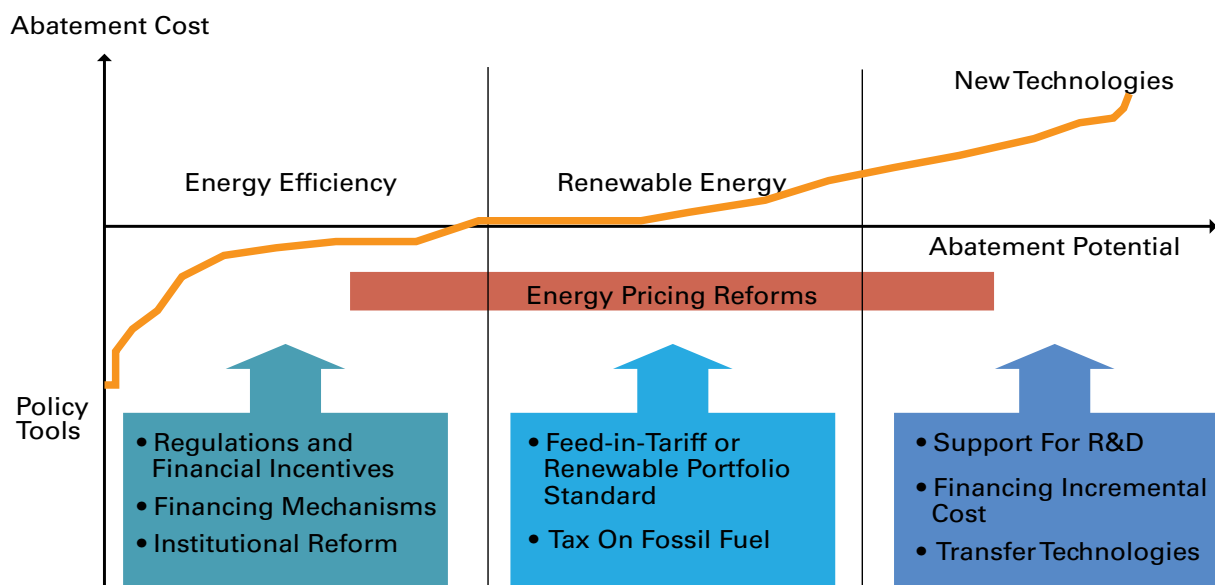 Abatement Cost
New Technologies
Energy Efficiency
Renewable Energy
Abatement Potential
Energy Pricing Reforms
Policy
Tools
• Regulations and
Financial Incentives
• Financing Mechanisms
• Institutional Reform
• Feed-in-Tariff or
Renewable Portfolio
Standard
• Tax On Fossil Fuel
• Support For R&D
• Financing Incremental
Cost
• Transfer Technologies